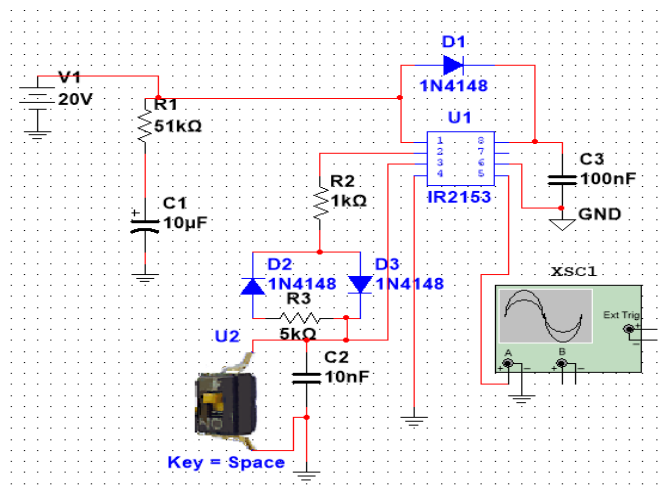 D1
1N4148
V1
20V
R1
51kΩ
U1
1
2
3
4
8
7
6
5
IR2153
C3
100nF
GND
C1
10µF
+
R2
1kΩ
D2
1N4148
D3
1N4148
R3
5kΩ
U2
C2
10nF
Key = Space
XSC1
Ext Trig
+
−
A
B
+
−
+
−